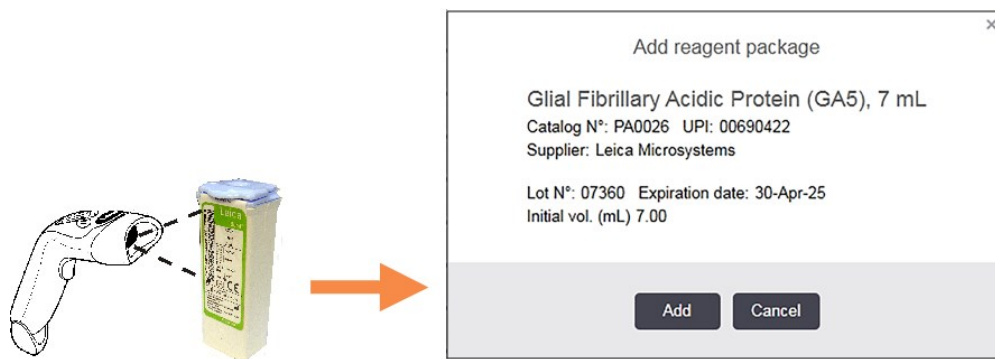 Leica
Add reagent package
×
Glial Fibrillary Acidic Protein (GA5), 7 mL
Catalog N°: PA0026 UPI: 00690422
Supplier: Leica Microsystems
Lot N°: 07360 Expiration date: 30-Apr-25
Initial vol. (mL) 7.00
Add Cancel